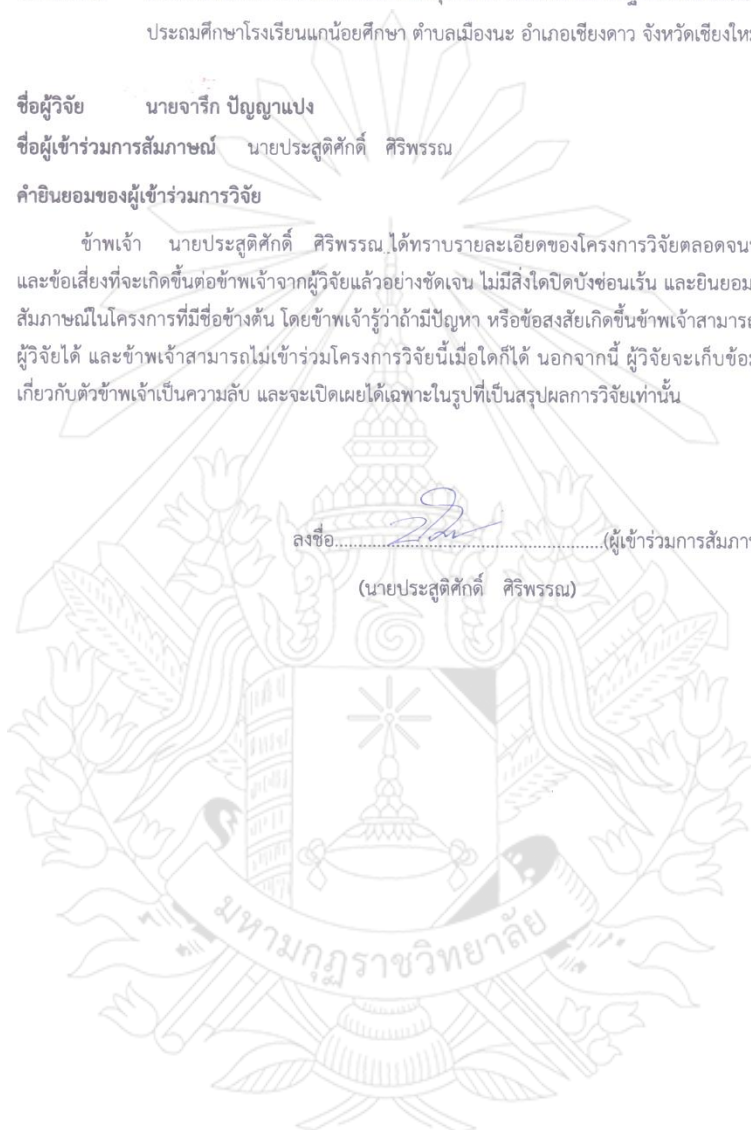 ประถมศึกษาโรงเรียนแกน้อยศึกษา ตำบลเมืองนะ อำเภอเชียงดาว จังหวัดเชียงใหม
ชื่อผู้วิจัย นายจารึก ปัญญาแปง
ชื่อผู้เข้าร่วมการสัมภาษณ์ นายประสูติศักดิ์ ศิริพรรณ
คำยินยอมของผู้เข้าร่วมการวิจัย
ข้าพเจ้า นายประสูติศักดิ์ ศิริพรรณ ได้ทราบรายละเอียดของโครงการวิจัยตลอดจน
และข้อเสี่ยงที่จะเกิดขึ้นต่อข้าพเจ้าจากผู้วิจัยแล้วอย่างชัดเจน ไม่มีสิ่งใดปิดบังซ่อนเร้น และยินยอม
สัมภาษณ์ในโครงการที่มีชื่อข้างต้น โดยข้าพเจ้ารู้ว่าถ้ามีปัญหา หรือข้อสงสัยเกิดขึ้นข้าพเจ้าสามารถ
ผู้วิจัยได้ และข้าพเจ้าสามารถไม่เข้าร่วมโครงการวิจัยนี้เมื่อใดก็ได้ นอกจากนี้ ผู้วิจัยจะเก็บข้อ
เกี่ยวกับตัวข้าพเจ้าเป็นความลับ และจะเปิดเผยได้เฉพาะในรูปที่เป็นสรุปผลการวิจัยเท่านั้น
ลงชื่อ.....................................................(ผู้เข้าร่วมการสัมภา
(นายประสูติศักดิ์ ศิริพรรณ)
มหามกุฏราชวิทยาลัย